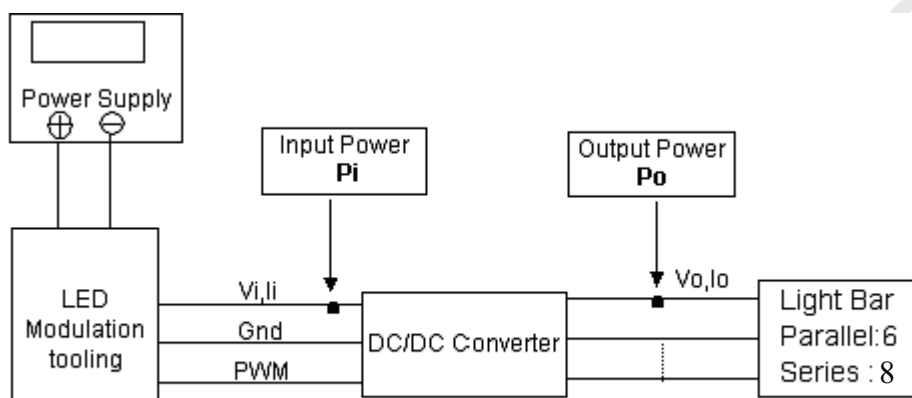 Power Supply
Input Power
Pi
Output Power
Po
LED
Modulation
tooling
Vi,Ii
Gnd
PWM
DC/DC Converter
Vo,Io
Light Bar
Parallel:6
Series : 8